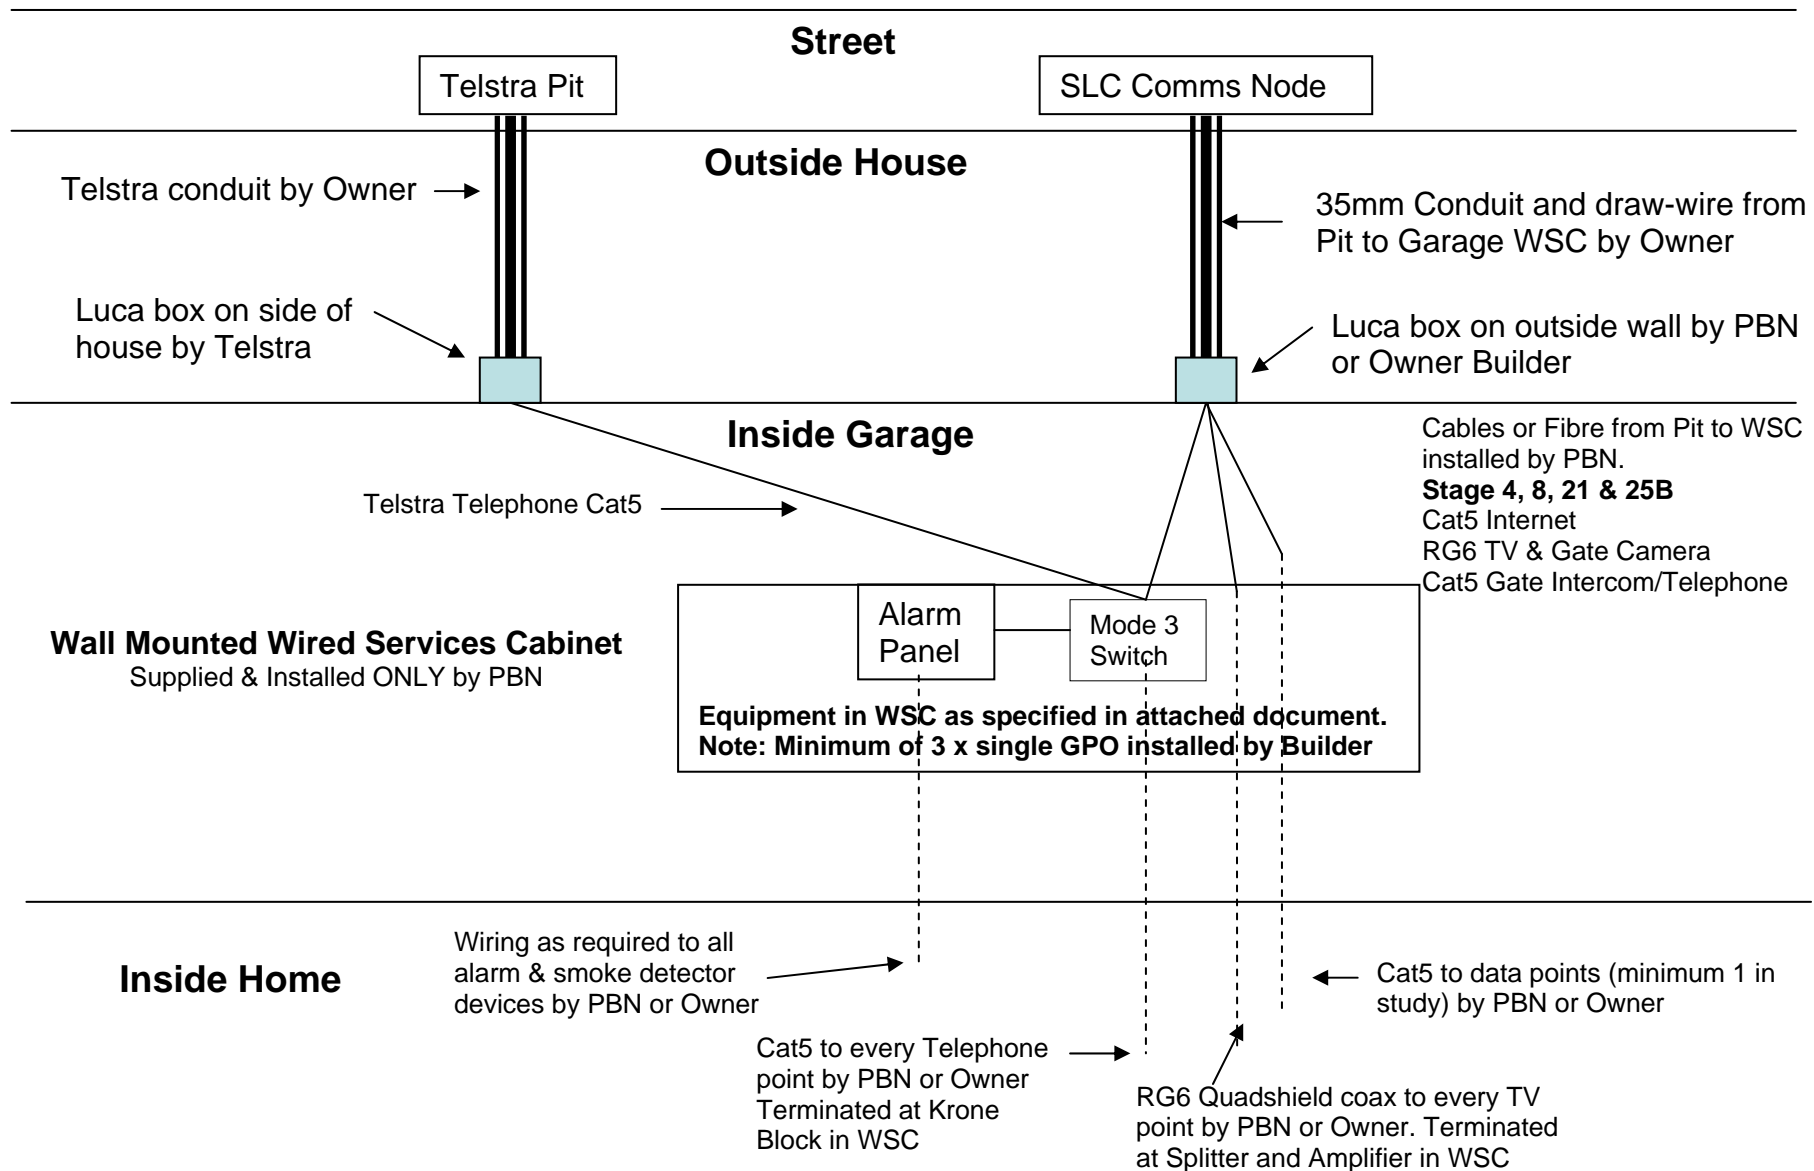 Street
Telstra Pit
SLC Comms Node
Outside House
Telstra conduit by Owner
35mm Conduit and draw-wire from
Pit to Garage WSC by Owner
Luca box on side of
house by Telstra
Luca box on outside wall by PBN
or Owner Builder
Inside Garage
Cables or Fibre from Pit to WSC
installed by PBN.
Stage 4, 8, 21 & 25B
Cat5 Internet
RG6 TV & Gate Camera
Cat5 Gate Intercom/Telephone
Telstra Telephone Cat5
Wall Mounted Wired Services Cabinet
Supplied & Installed ONLY by PBN
Alarm
Panel
Mode 3
Switch
Equipment in WSC as specified in attached document.
Note: Minimum of 3 x single GPO installed by Builder
Inside Home
Wiring as required to all
alarm & smoke detector
devices by PBN or Owner
Cat5 to data points (minimum 1 in
study) by PBN or Owner
Cat5 to every Telephone
point by PBN or Owner
Terminated at Krone
Block in WSC
RG6 Quadshield coax to every TV
point by PBN or Owner. Terminated
at Splitter and Amplifier in WSC